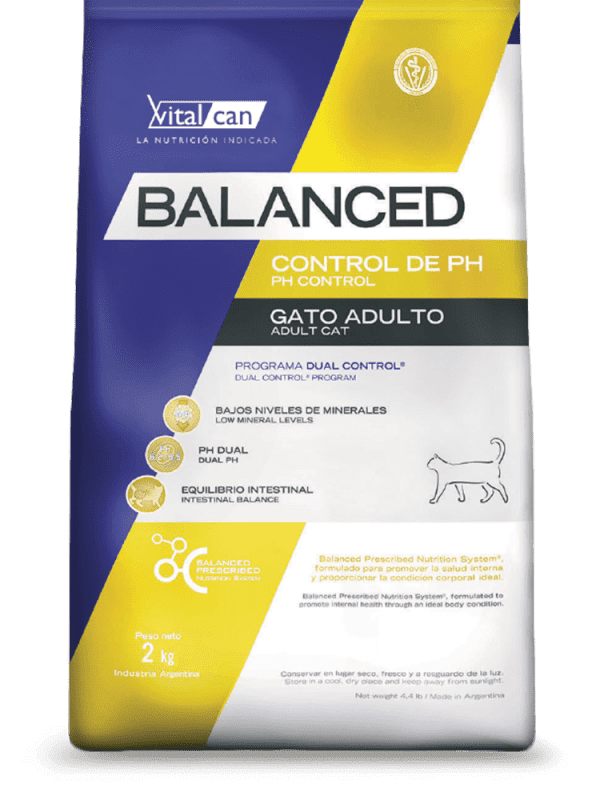 Vital can
LA NUTRICIÓN INDICADA
BALANCED
CONTROL DE PH
PH CONTROL
GATO ADULTO
ADULT CAT
PROGRAMA DUAL CONTROL®
DUAL CONTROL® PROGRAM
BAJOS NIVELES DE MINERALES
LOW MINERAL LEVELS
PH DUAL
DUAL PH
EQUILIBRIO INTESTINAL
INTESTINAL BALANCE
BALANCED
PRESCRIBED
Nutrition System
Balanced Prescribed Nutrition System®,
formulado para promover la salud interna
y proporcionar la condición corporal ideal.
Balanced Prescribed Nutrition System®, formulated to
promote internal health through an ideal body condition.
Peso neto
2 kg
Industria Argentina
Conservar en lugar seco, fresco y a resguardo de la luz.
Store in a cool, dry place and keep away from sunlight.
Net weight 4,4 lb / Made in Argentina